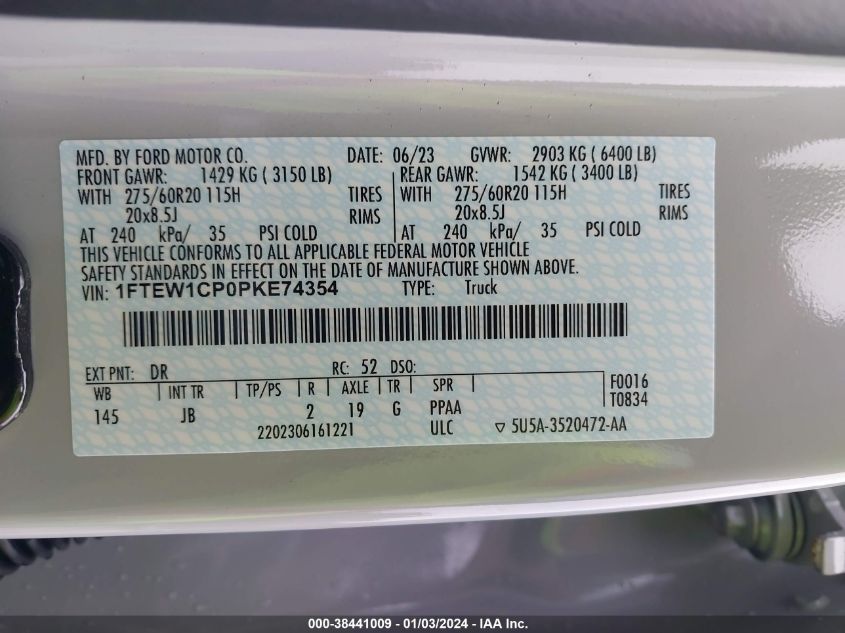 MFD. BY FORD MOTOR CO. DATE: 06/23 GVWR: 2903 KG ( 6400 LB)
FRONT GAWR: 1429 KG ( 3150 LB) REAR GAWR: 1542 KG ( 3400 LB)
WITH 275/60R20 115H TIRES WITH 275/60R20 115H TIRES
20x8.5J RIMS 20x8.5J RIMS
AT 240 kPa/ 35 PSI COLD AT 240 kPa/ 35 PSI COLD
THIS VEHICLE CONFORMS TO ALL APPLICABLE FEDERAL MOTOR VEHICLE
SAFETY STANDARDS IN EFFECT ON THE DATE OF MANUFACTURE SHOWN ABOVE.
VIN: 1FTEW1CP0PKE74354 TYPE: Truck
EXT PNT: DR RC: 52 DSO:
WB INT TR TP/PS R AXLE TR SPR F0016
145 JB 2 19 G PPAA T0834
2202306161221 ULC ▽ 5U5A-3520472-AA
000-38441009 - 01/03/2024 - IAA Inc.